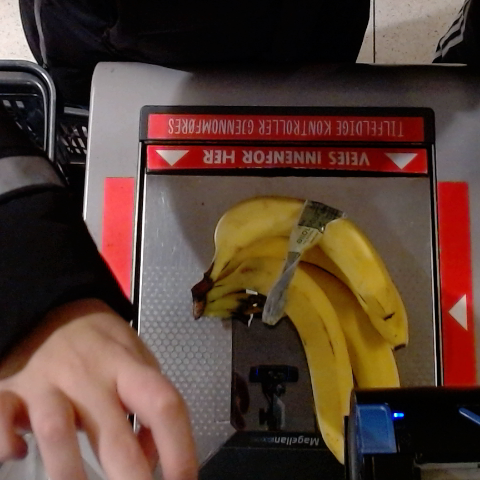 TILFELDIGE KONTROLLER GJENNOMFØRES
VEIES INNENFOR HER
Magellan